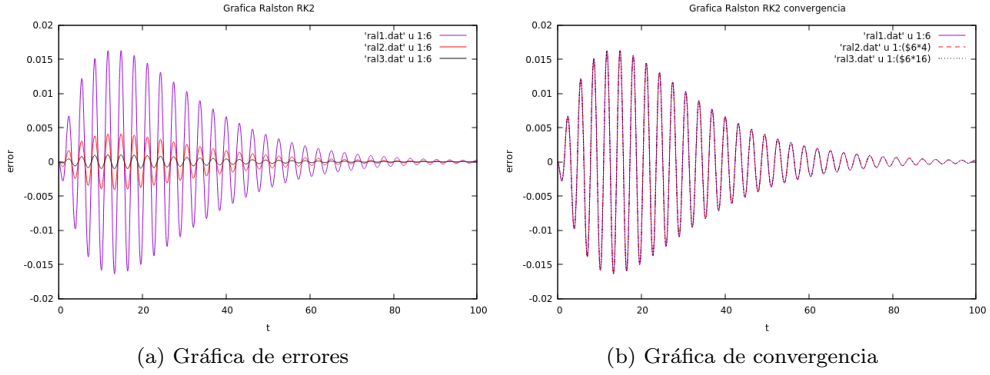 Grafica Ralston RK2
'ral1.dat' u 1:6
'ral2.dat' u 1:6
'ral3.dat' u 1:6
0.02
0.015
0.01
0.005
0
-0.005
-0.01
-0.015
-0.02
error
0 20 40 60 80 100
t
(a) Gráfica de errores
Grafica Ralston RK2 convergencia
'ral1.dat' u 1:6
'ral2.dat' u 1:($6*4)
'ral3.dat' u 1:($6*16)
0.02
0.015
0.01
0.005
0
-0.005
-0.01
-0.015
-0.02
error
0 20 40 60 80 100
t
(b) Gráfica de convergencia